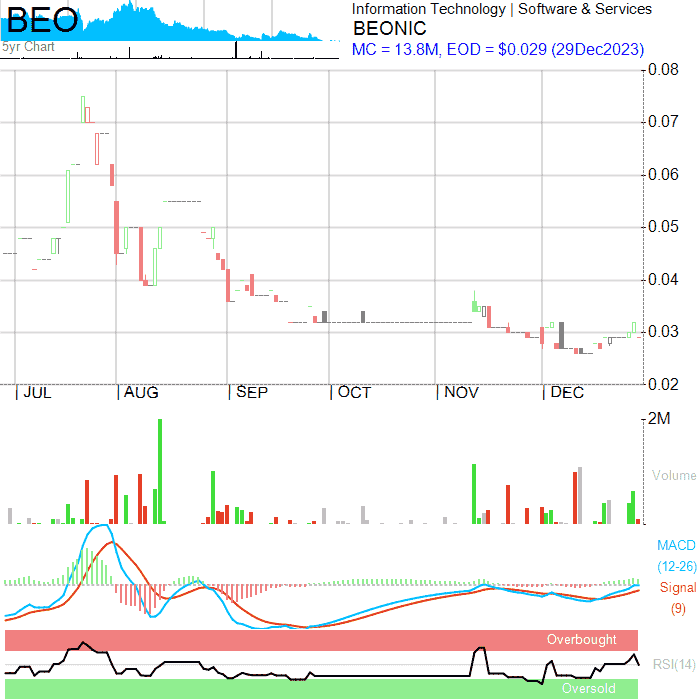 BEO
5yr Chart
Information Technology | Software & Services
BEONIC
MC = 13.8M, EOD = $0.029 (29Dec2023)
0.08
0.07
0.06
0.05
0.04
0.03
0.02
JUL AUG SEP OCT NOV DEC
2M
Volume
MACD
(12-26)
Signal
(9)
Overbought
RSI(14)
Oversold